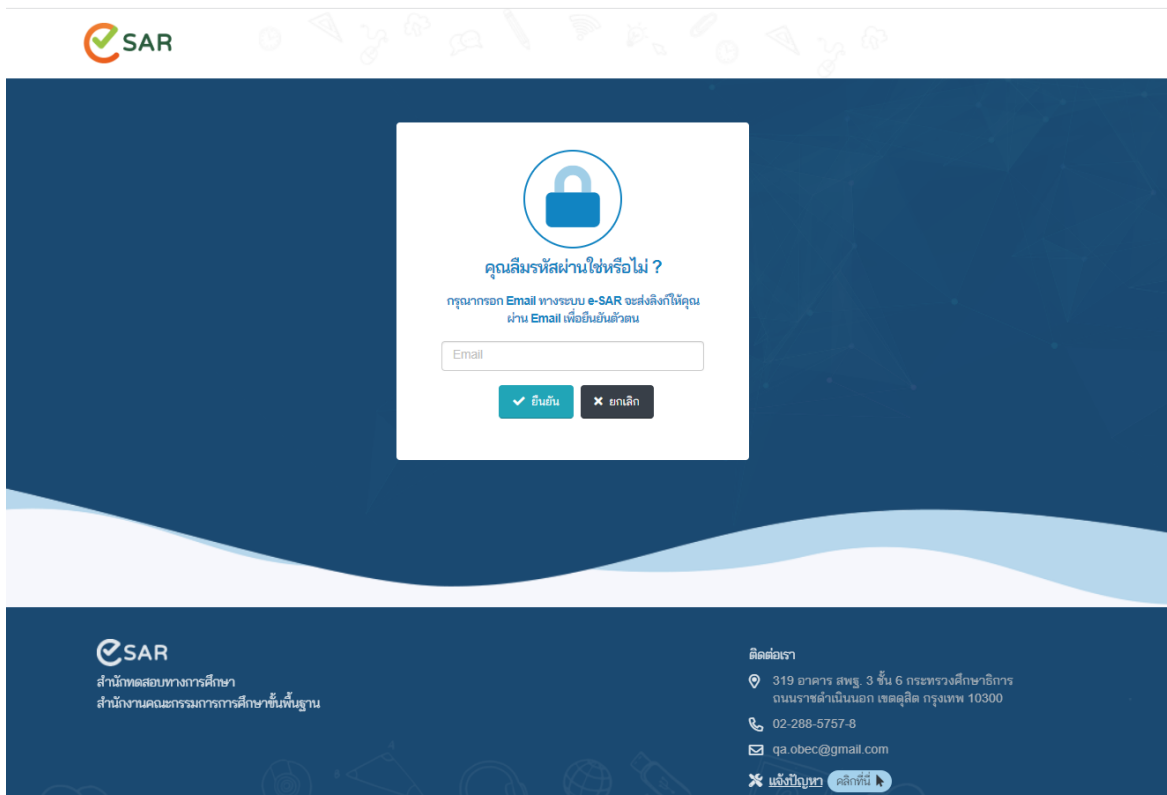 SAR
คุณลืมรหัสผ่านใช่หรือไม่ ?
กรุณากรอก Email ทางระบบ e-SAR จะส่งลิงก์ให้คุณ
ผ่าน Email เพื่อยืนยันตัวตน
Email
ยืนยัน
ยกเลิก
SAR
สำนักทดสอบทางการศึกษา
สำนักงานคณะกรรมการการศึกษาขั้นพื้นฐาน
ติดต่อเรา
319 อาคาร สพฐ. 3 ชั้น 6 กระทรวงศึกษาธิการ
ถนนราชดำเนินนอก เขตดุสิต กรุงเทพ 10300
02-288-5757-8
qa.obec@gmail.com
แจ้งปัญหา คลิกที่นี่